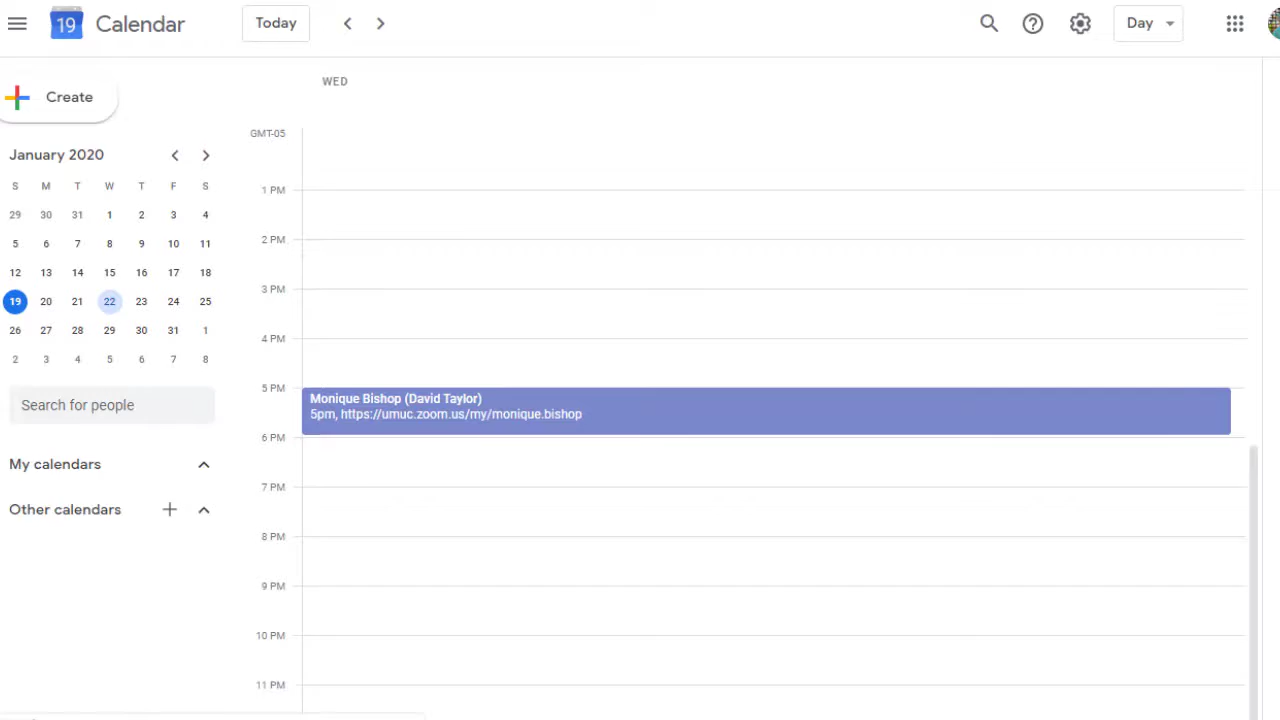 19 Calendar Today Day
Create
January 2020
S M T W T F S
29 30 31 1 2 3 4
5 6 7 8 9 10 11
12 13 14 15 16 17 18
19 20 21 22 23 24 25
26 27 28 29 30 31 1
2 3 4 5 6 7 8
Search for people
My calendars
Other calendars
WED
GMT-05
1 PM
2 PM
3 PM
4 PM
5 PM
Monique Bishop (David Taylor)
5pm, https://umuc.zoom.us/my/monique.bishop
6 PM
7 PM
8 PM
9 PM
10 PM
11 PM